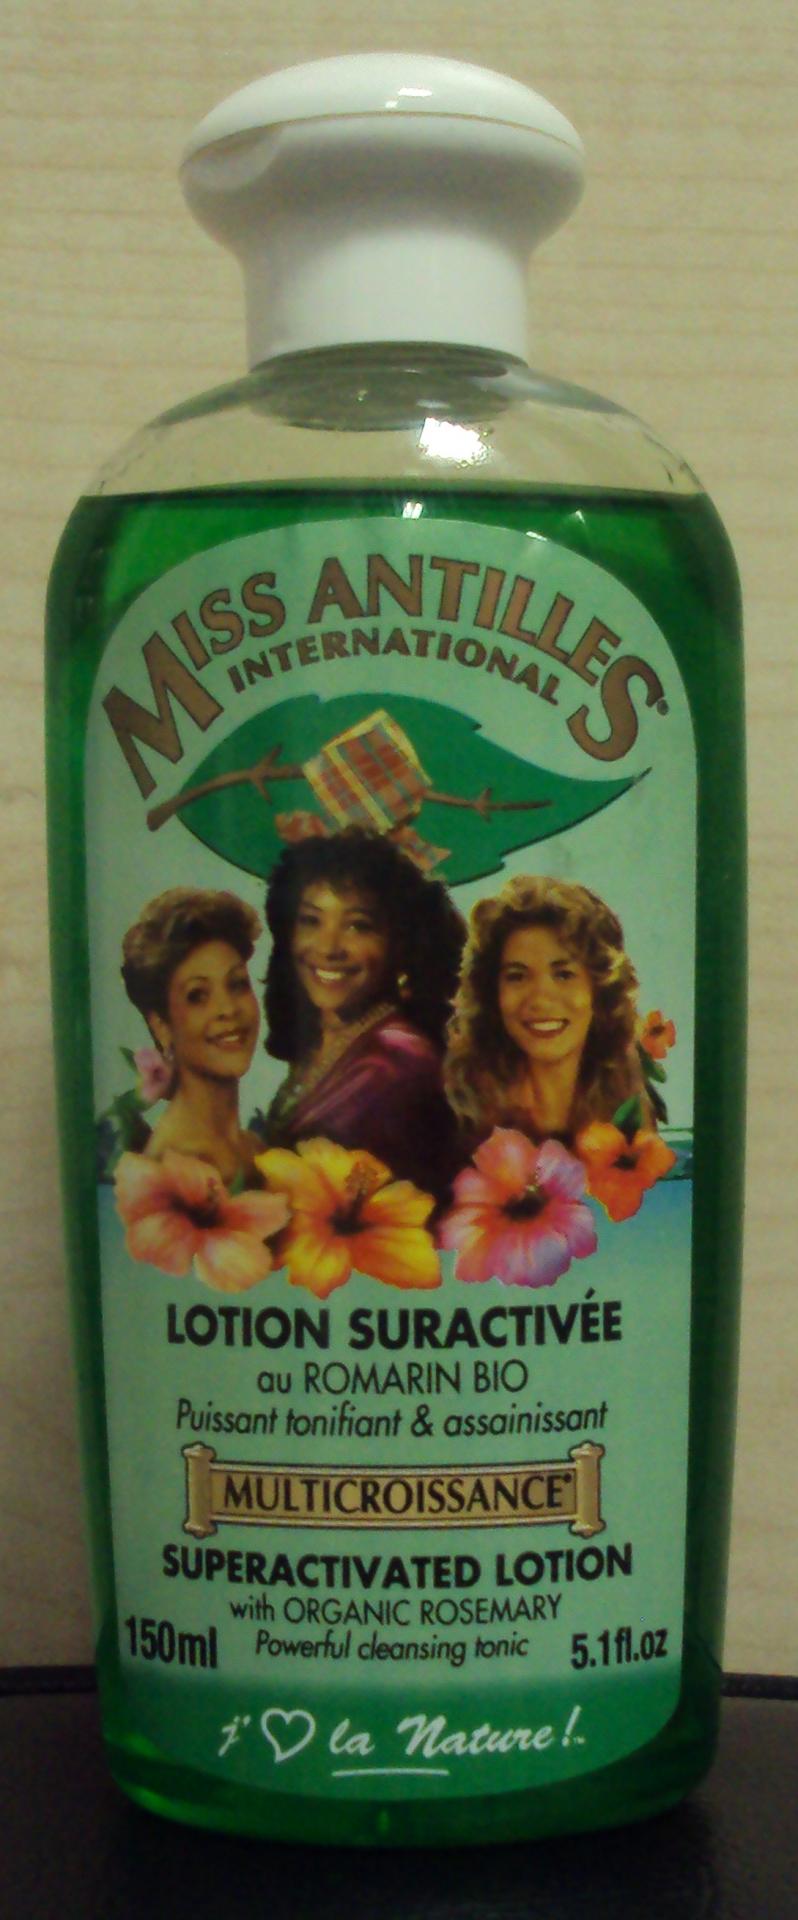 MISS ANTILLES®
INTERNATIONAL
LOTION SURACTIVÉE
au ROMARIN BIO
Puissant tonifiant & assainissant
MULTICROISSANCE®
SUPERACTIVATED LOTION
with ORGANIC ROSEMARY
150ml Powerful cleansing tonic 5.1fl.oz
j'♡ la Nature!™